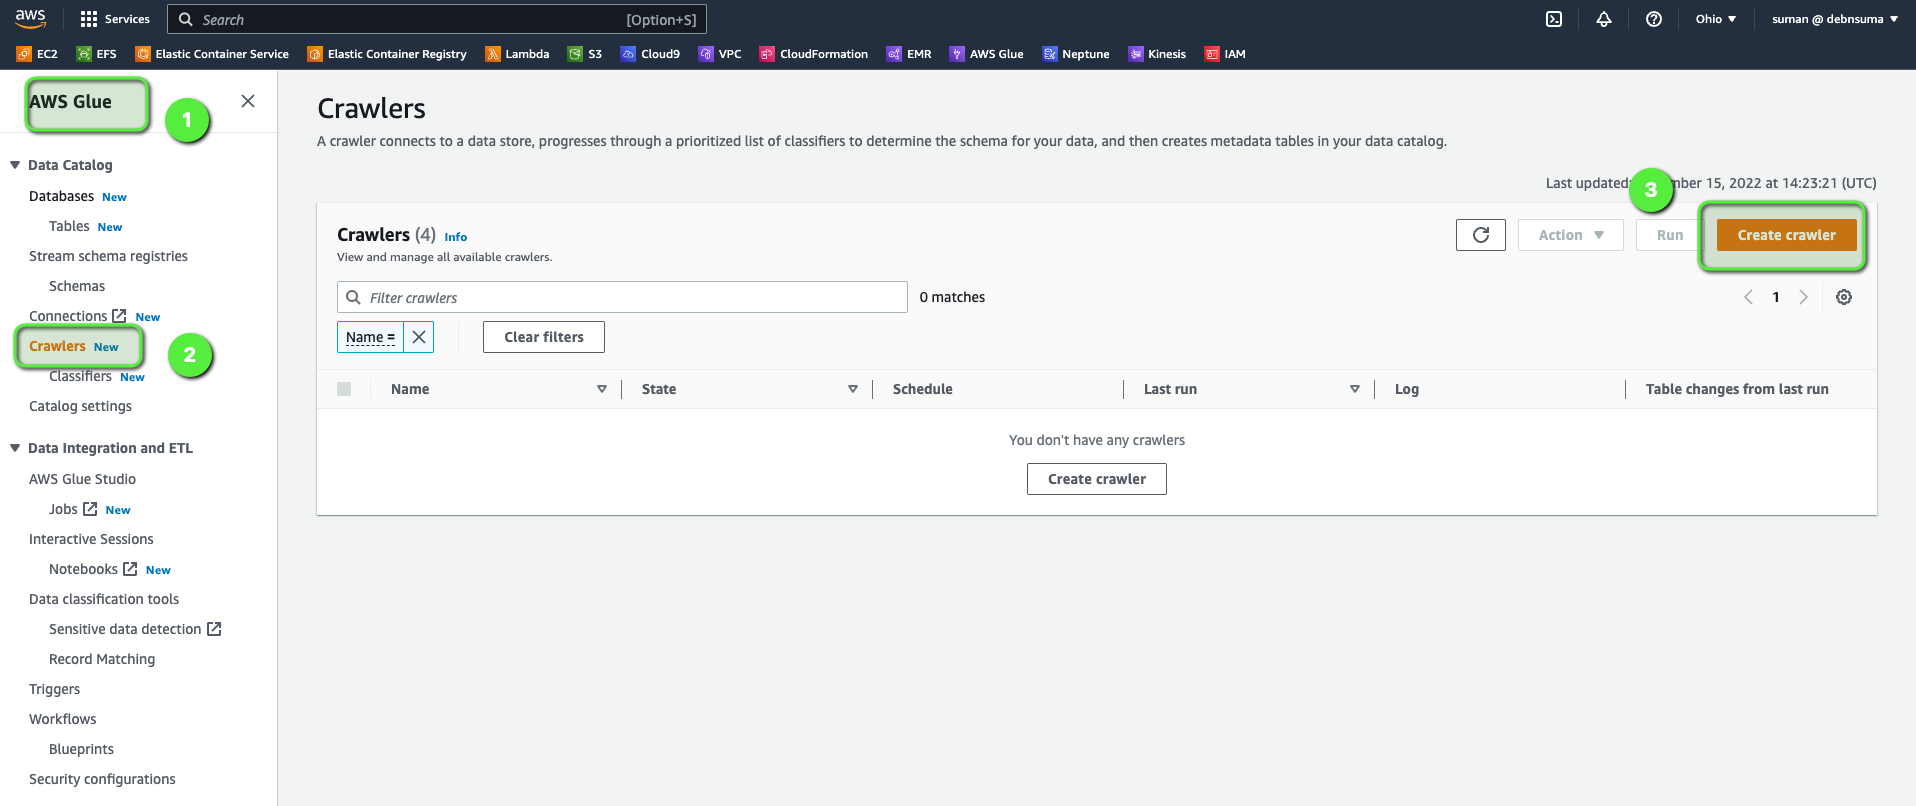 aws Services Search [Option+S] Ohio ▼ suman @ debnsuma ▼
EC2 EFS Elastic Container Service Elastic Container Registry Lambda S3 Cloud9 VPC CloudFormation EMR AWS Glue Neptune Kinesis IAM
AWS Glue
1
Data Catalog
Databases New
Tables New
Stream schema registries
Schemas
Connections New
Crawlers New
2
Classifiers New
Catalog settings
Data Integration and ETL
AWS Glue Studio
Jobs New
Interactive Sessions
Notebooks New
Data classification tools
Sensitive data detection
Record Matching
Triggers
Workflows
Blueprints
Security configurations
Crawlers
A crawler connects to a data store, progresses through a prioritized list of classifiers to determine the schema for your data, and then creates metadata tables in your data catalog.
Last updated: 3 mber 15, 2022 at 14:23:21 (UTC)
Crawlers (4) Info
View and manage all available crawlers.
Action ▼ Run Create crawler
Filter crawlers 0 matches
1
Name = Clear filters
Name State Schedule Last run Log Table changes from last run
You don't have any crawlers
Create crawler